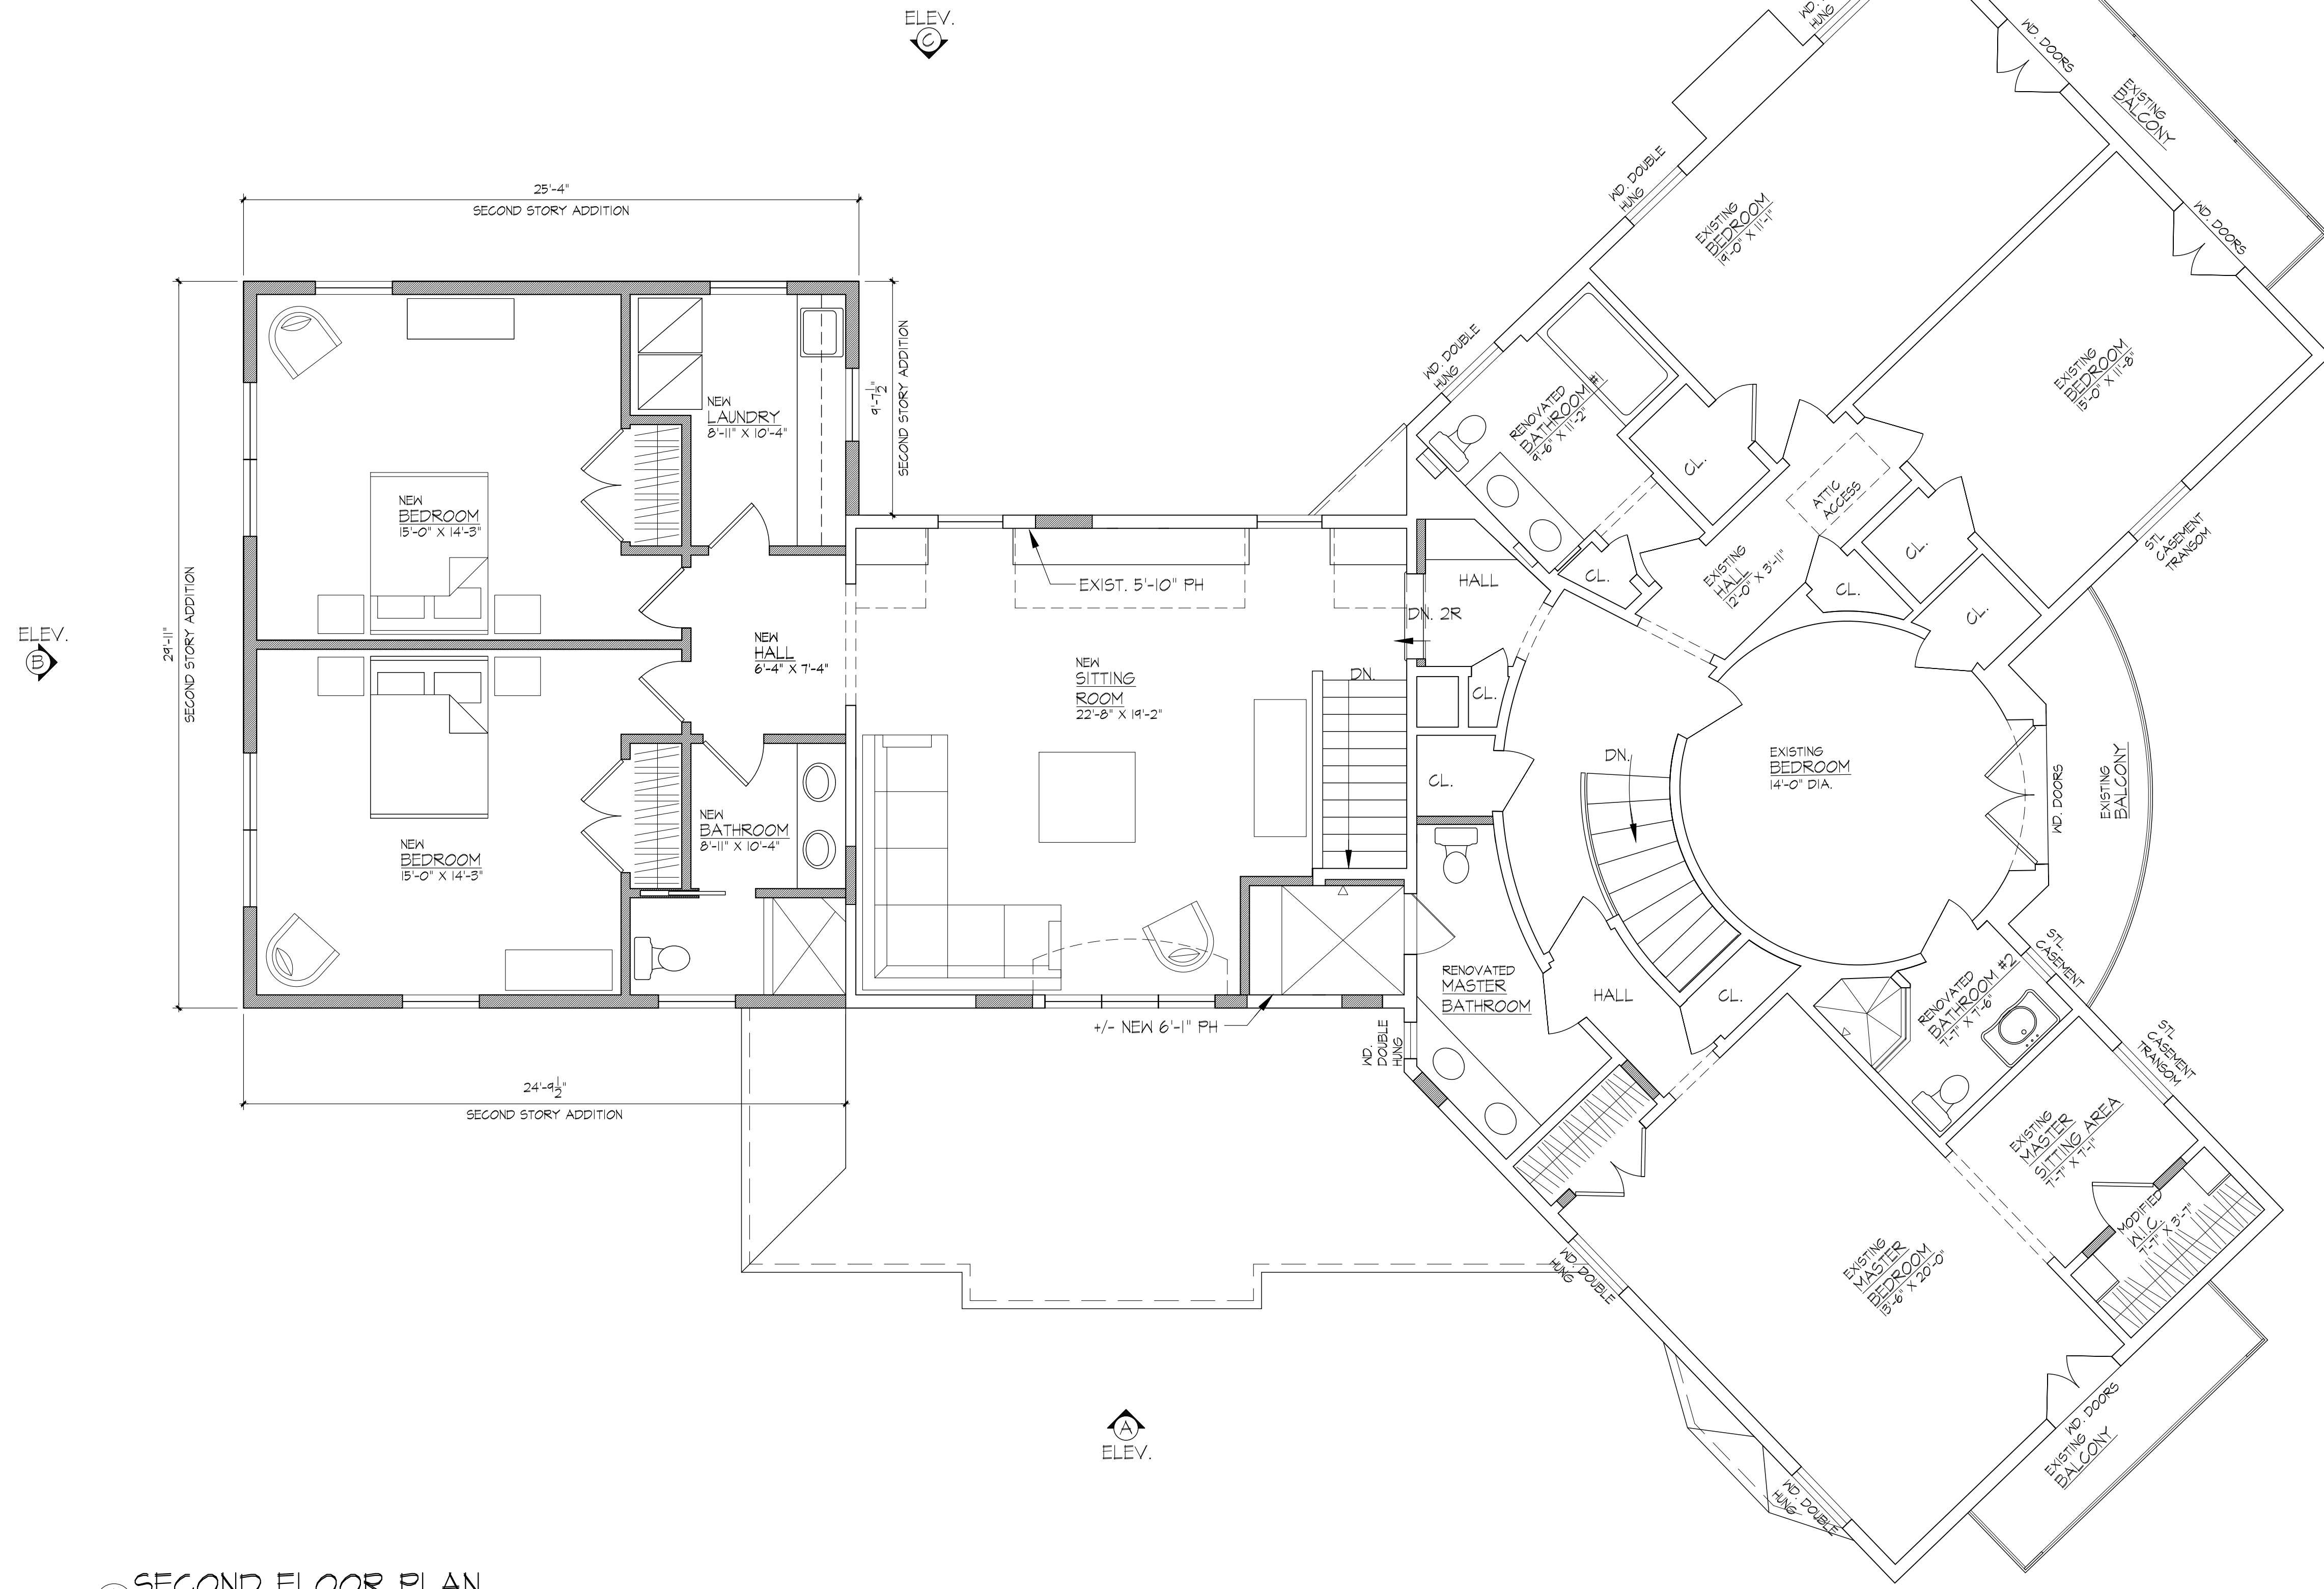 ELEV.
C
WD.
HUNG
WD. DOORS
EXISTING
BALCONY
25'-4"
SECOND STORY ADDITION
WD. DOUBLE
HUNG
EXISTING
BEDROOM
19'-0" X 11'-1"
WD. DOORS
29'-11"
SECOND STORY ADDITION
9'-7 1/2"
SECOND STORY ADDITION
WD. DOUBLE
HUNG
RENOVATED
BATHROOM #1
9'-6" X 11'-2"
EXISTING
BEDROOM
15'-0" X 11'-8"
NEW
LAUNDRY
8'-11" X 10'-4"
NEW
BEDROOM
15'-0" X 14'-3"
CL.
ATTIC
ACCESS
STL
CASEMENT
TRANSOM
EXIST. 5'-10" PH
HALL
CL.
EXISTING
HALL
12'-0" X 3'-11"
CL.
CL.
CL.
DN. 2R
ELEV.
B
NEW
HALL
6'-4" X 7'-4"
NEW
SITTING
ROOM
22'-8" X 19'-2"
DN.
CL.
CL.
DN.
EXISTING
BEDROOM
14'-0" DIA.
WD. DOORS
EXISTING
BALCONY
NEW
BATHROOM
8'-11" X 10'-4"
NEW
BEDROOM
15'-0" X 14'-3"
RENOVATED
MASTER
BATHROOM
HALL
CL.
RENOVATED
BATHROOM #2
7'-7" X 7'-6"
STL.
CASEMENT
STL
CASEMENT
TRANSOM
+/- NEW 6'-1" PH
WD.
DOUBLE
HUNG
24'-9 1/2"
SECOND STORY ADDITION
EXISTING
MASTER
SITTING AREA
7'-7" X 7'-1"
MODIFIED
W.I.C.
7'-7" X 3'-7"
WD. DOUBLE
HUNG
EXISTING
MASTER
BEDROOM
13'-6" X 20'-0"
WD. DOORS
EXISTING
BALCONY
A
ELEV.
WD. DOUBLE
HUNG
SECOND FLOOR PLAN